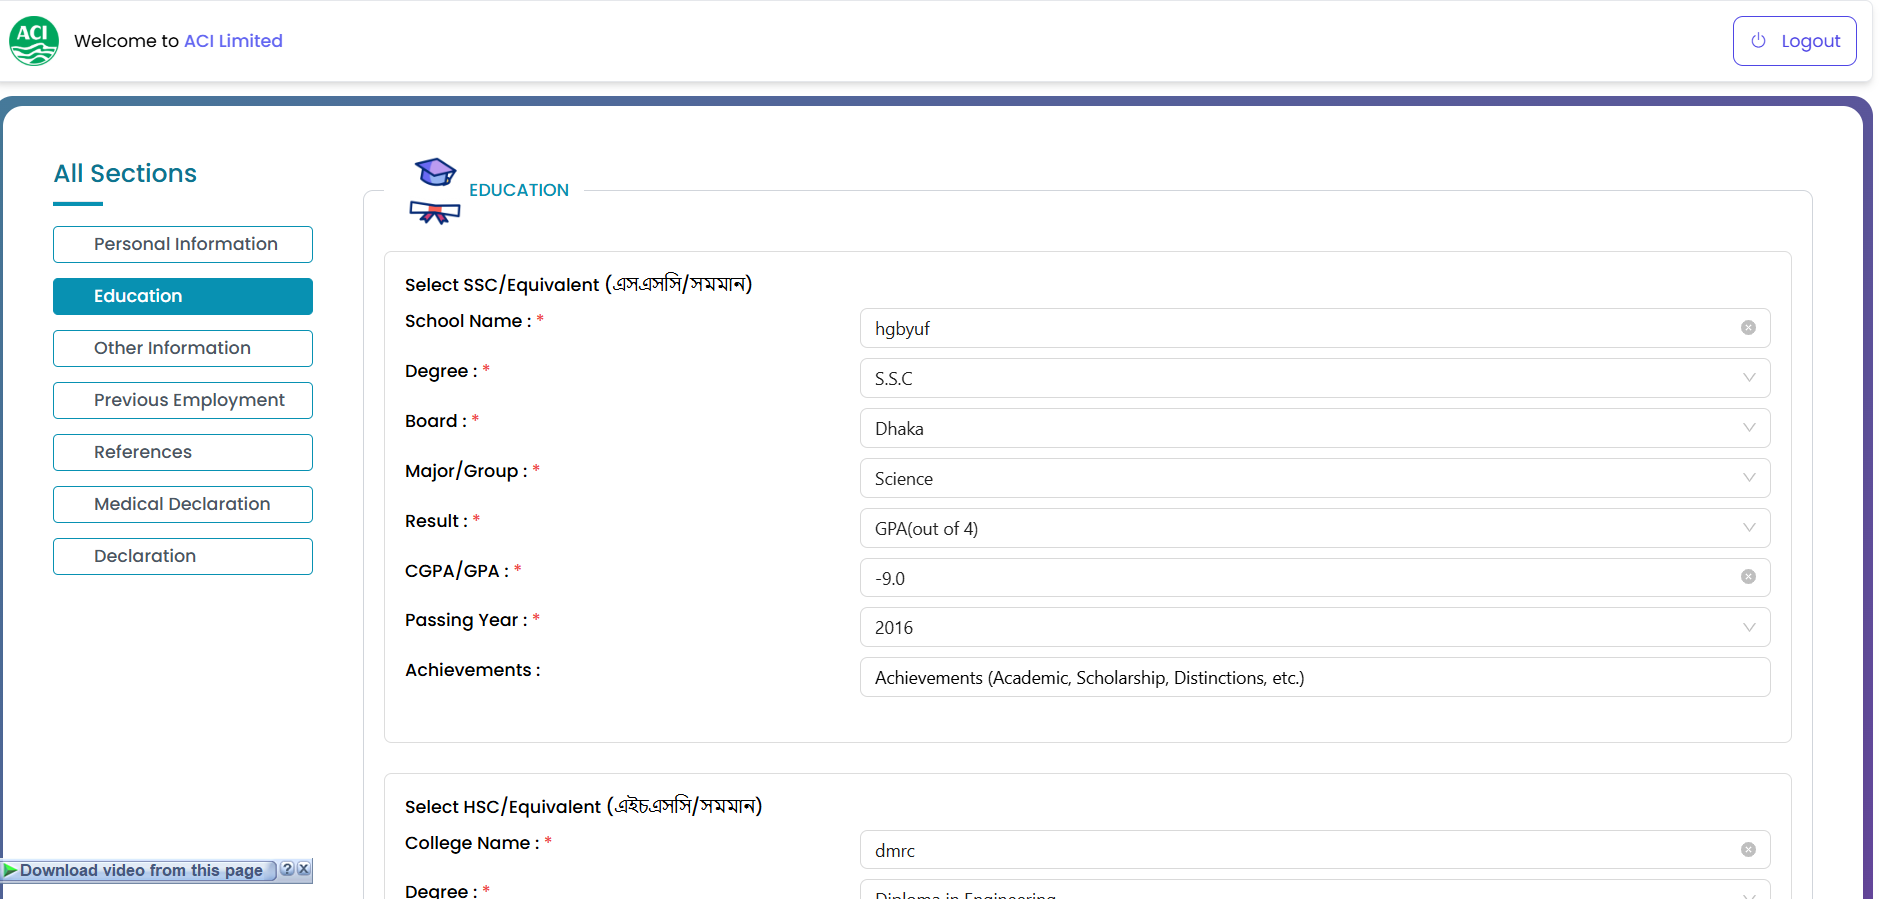 ACI
Welcome to ACI Limited
Logout
All Sections
Personal Information
Education
Other Information
Previous Employment
References
Medical Declaration
Declaration
EDUCATION
Select SSC/Equivalent (এসএসসি/সমমান)
School Name : *
hgbyuf
Degree : *
S.S.C
Board : *
Dhaka
Major/Group : *
Science
Result : *
GPA(out of 4)
CGPA/GPA : *
-9.0
Passing Year : *
2016
Achievements :
Achievements (Academic, Scholarship, Distinctions, etc.)
Select HSC/Equivalent (এইচএসসি/সমমান)
College Name : *
dmrc
Degree : *
Diploma in Engineering
Download video from this page